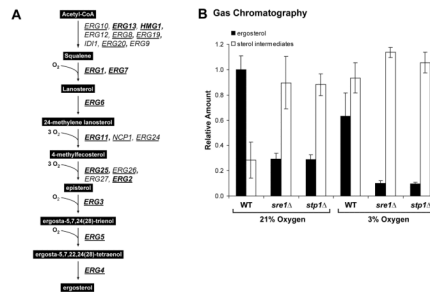 A
Acetyl-CoA
ERG10, ERG13, HMG1,
ERG12, ERG8, ERG19,
IDI1, ERG20, ERG9
Squalene
O2
ERG1, ERG7
Lanosterol
ERG6
24-methylene lanosterol
3 O2
ERG11, NCP1, ERG24
4-methylfecosterol
3 O2
ERG25, ERG26,
ERG27, ERG2
episterol
O2
ERG3
ergosta-5,7,24(28)-trienol
O2
ERG5
ergosta-5,7,22,24(28)-tetraenol
ERG4
ergosterol
B Gas Chromatography
ergosterol
sterol intermediates
Relative Amount
1.2
1.0
0.8
0.6
0.4
0.2
0.0
WT sre1Δ stp1Δ WT sre1Δ stp1Δ
21% Oxygen 3% Oxygen